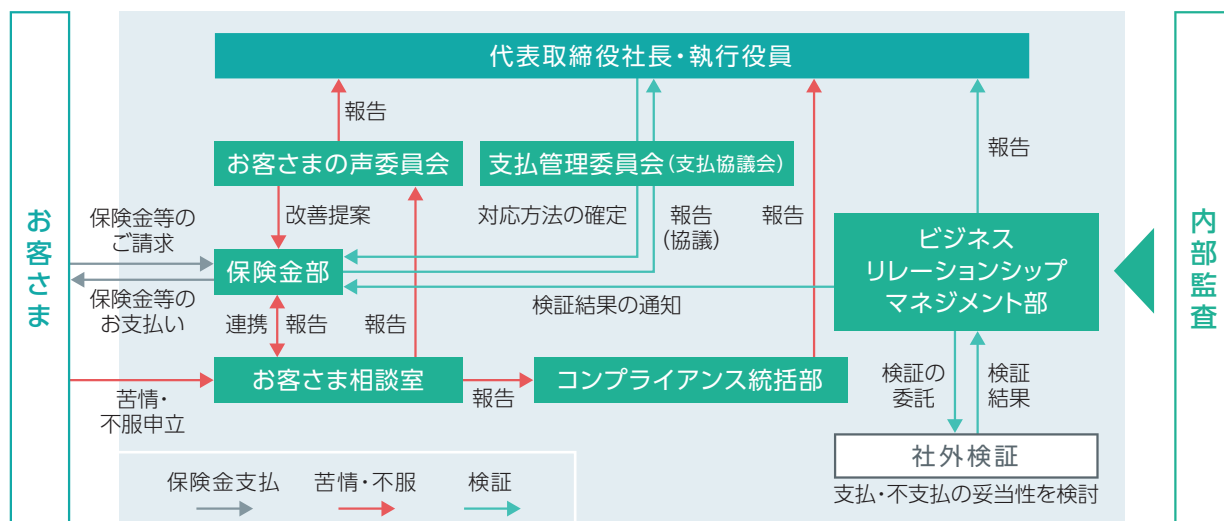 代表取締役社長・執行役員
報告
お客さまの声委員会
支払管理委員会(支払協議会)
報告
改善提案
対応方法の確定
報告
(協議)
報告
お客さま
保険金等の
ご請求
保険金部
保険金等の
お支払い
ビジネス
リレーションシップ
マネジメント部
内部監査
検証結果の通知
連携
報告
報告
お客さま相談室
報告
コンプライアンス統括部
苦情・
不服申立
検証の
委託
検証
結果
社外検証
支払・不支払の妥当性を検討
保険金支払
苦情・不服
検証